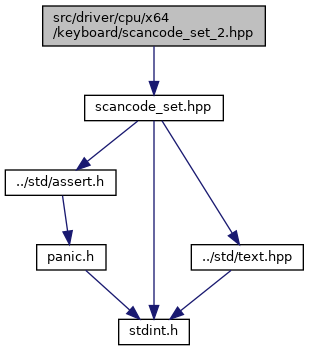 src/driver/cpu/x64
/keyboard/scancode_set_2.hpp
scancode_set.hpp
../std/assert.h
panic.h
../std/text.hpp
stdint.h